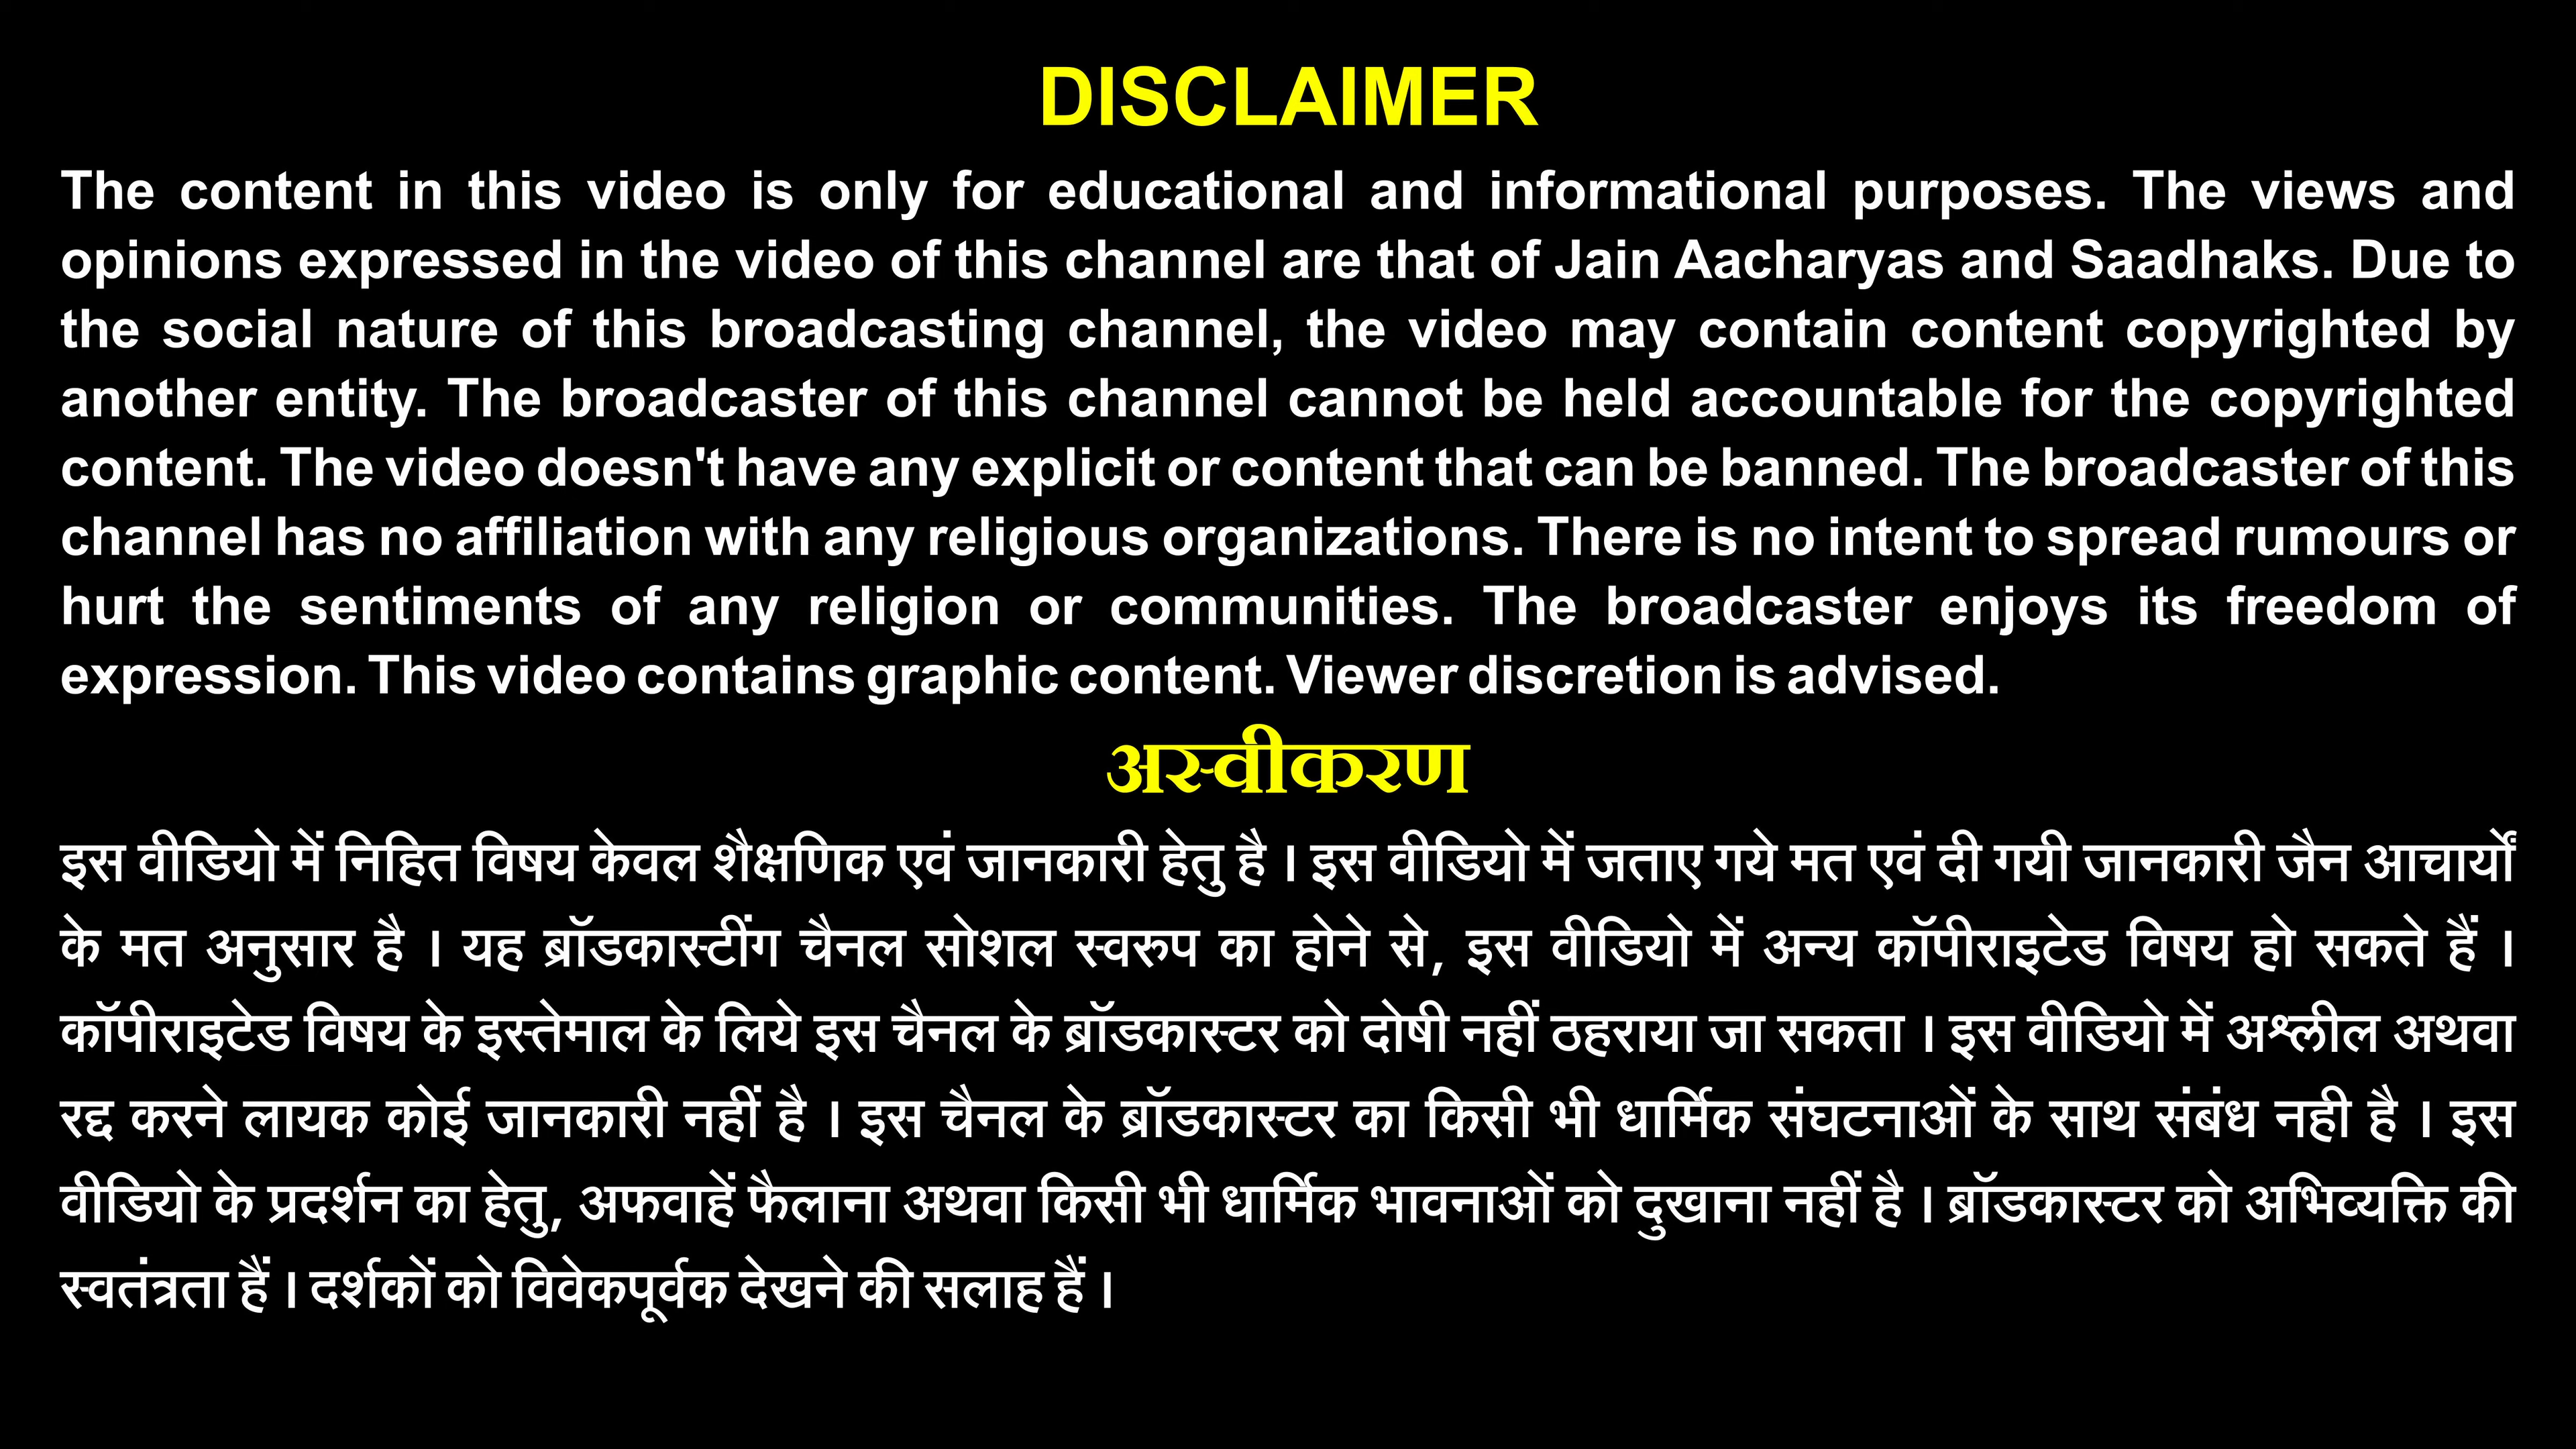 DISCLAIMER
The content in this video is only for educational and informational purposes. The views and
opinions expressed in the video of this channel are that of Jain Aacharyas and Saadhaks. Due to
the social nature of this broadcasting channel, the video may contain content copyrighted by
another entity. The broadcaster of this channel cannot be held accountable for the copyrighted
content. The video doesn't have any explicit or content that can be banned. The broadcaster of this
channel has no affiliation with any religious organizations. There is no intent to spread rumours or
hurt the sentiments of any religion or communities. The broadcaster enjoys its freedom of
expression. This video contains graphic content. Viewer discretion is advised.
अस्वीकरण
इस वीडियो में निहित विषय केवल शैक्षणिक एवं जानकारी हेतु है । इस वीडियो में जताए गये मत एवं दी गयी जानकारी जैन आचार्यों
के मत अनुसार है । यह ब्रॉडकास्टींग चैनल सोशल स्वरुप का होने से, इस वीडियो में अन्य कॉपीराइटेड विषय हो सकते हैं ।
कॉपीराइटेड विषय के इस्तेमाल के लिये इस चैनल के ब्रॉडकास्टर को दोषी नहीं ठहराया जा सकता । इस वीडियो में अश्लील अथवा
रद्द करने लायक कोई जानकारी नहीं है । इस चैनल के ब्रॉडकास्टर का किसी भी धार्मिक संघटनाओं के साथ संबंध नही है । इस
वीडियो के प्रदर्शन का हेतु, अफवाहें फैलाना अथवा किसी भी धार्मिक भावनाओं को दुखाना नहीं है । ब्रॉडकास्टर को अभिव्यक्ति की
स्वतंत्रता हैं । दर्शकों को विवेकपूर्वक देखने की सलाह हैं ।